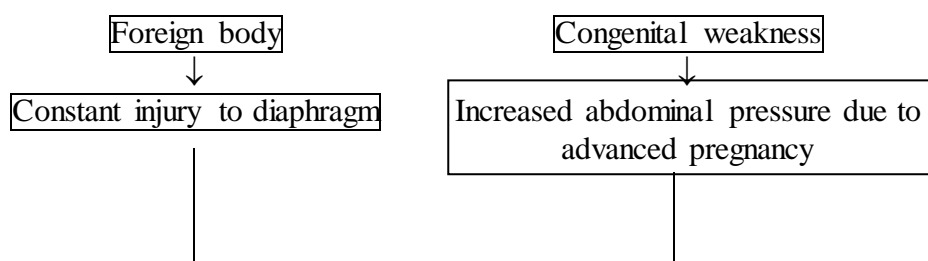 Foreign body
Congenital weakness
Constant injury to diaphragm
Increased abdominal pressure due to
advanced pregnancy